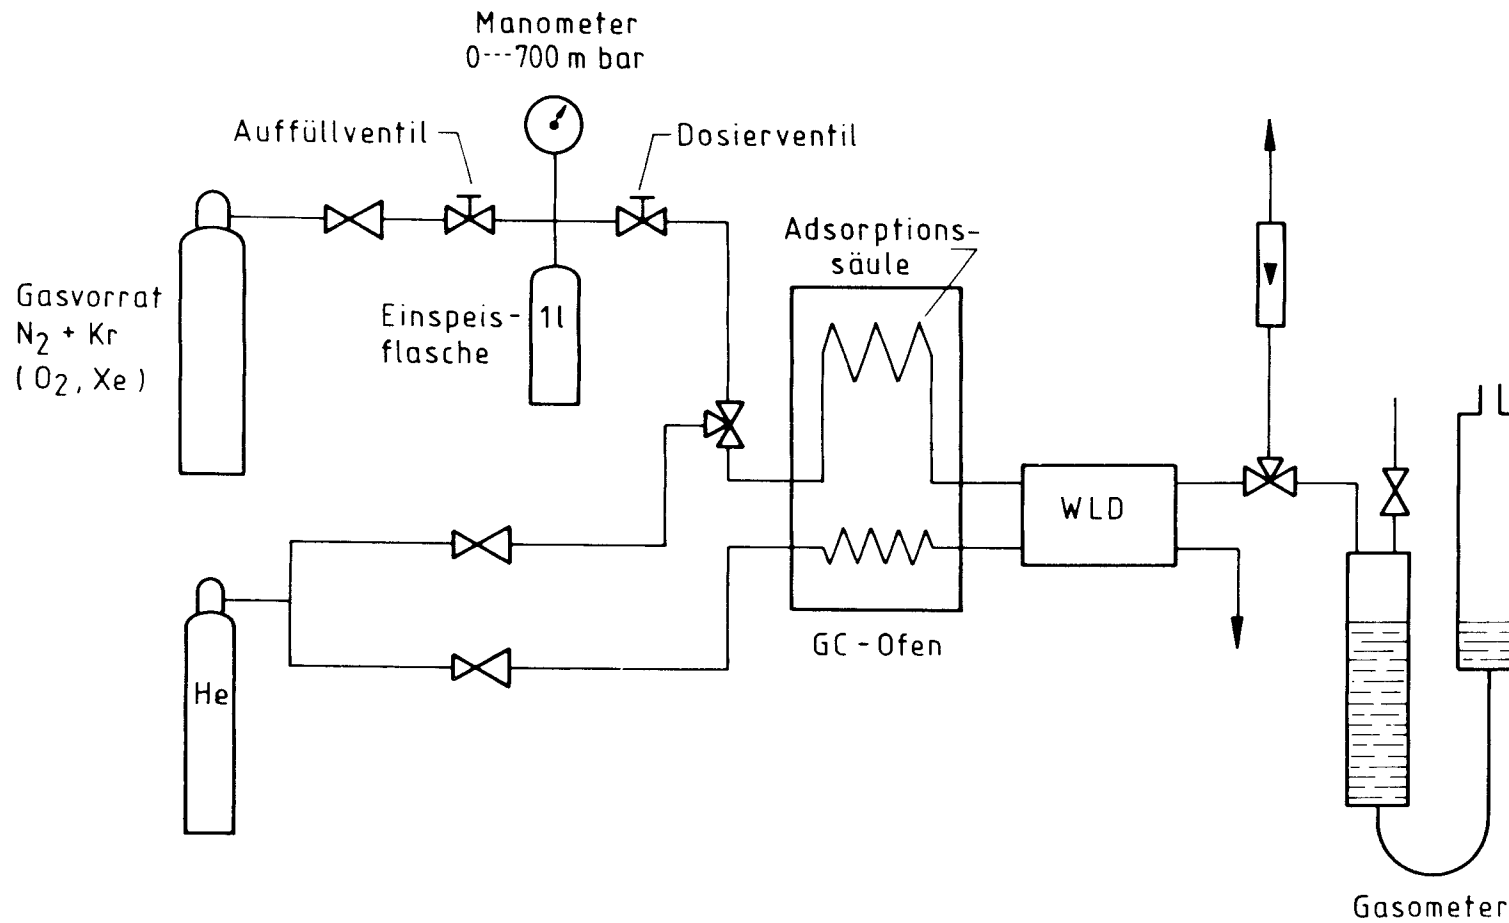 Manometer
0---700 m bar
Auffüllventil
Dosierventil
Adsorptions-
säule
Gasvorrat
N₂ + Kr
( O₂, Xe )
Einspeis-
flasche
1l
WLD
GC - Ofen
He
Gasometer